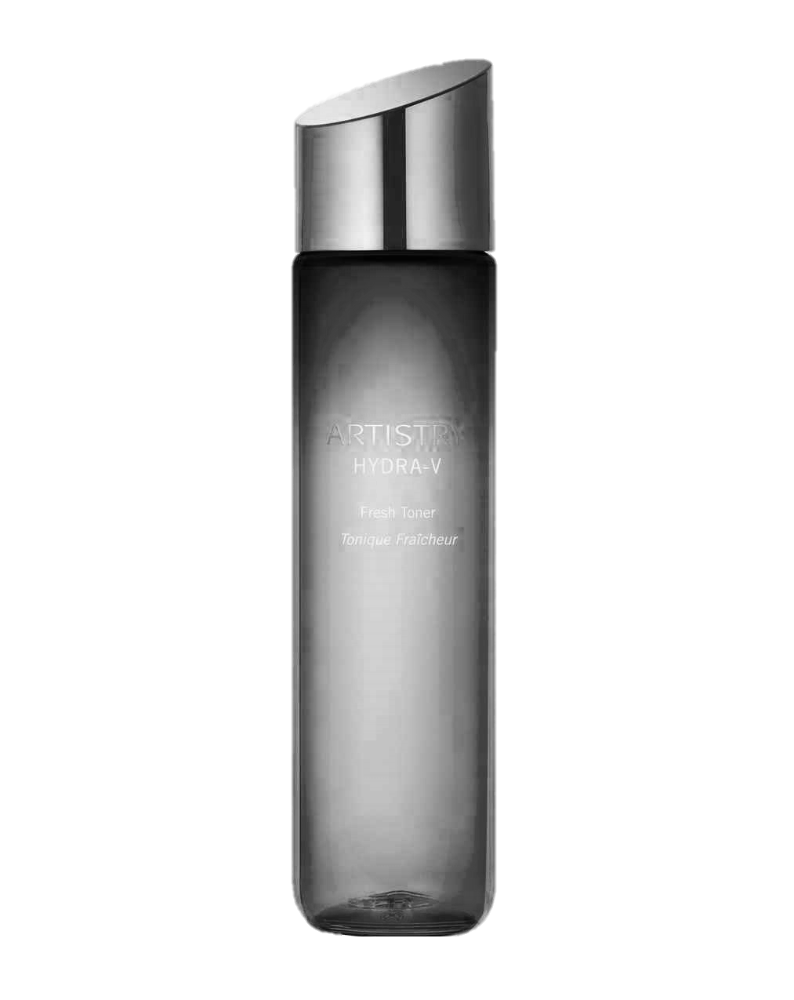 ARTISTRY
HYDRA-V
Fresh Toner
Tonique Fraîcheur